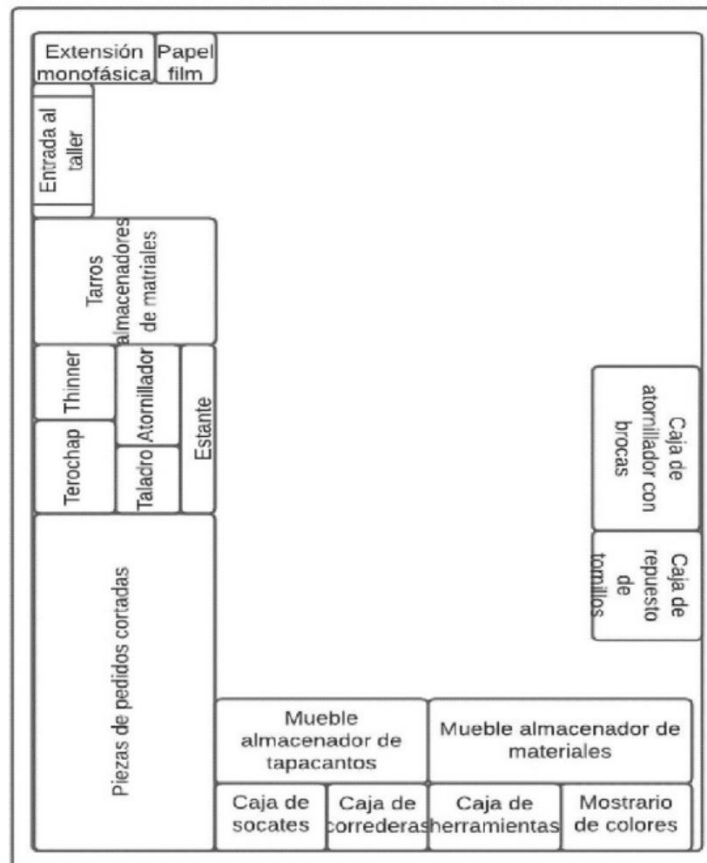 Extensión
monofásica
Papel
film
Entrada al
taller
Tarros
almacenadores
de matriales
Thinner
Atornillador
Estante
Terochap
Taladro
Caja de
atornillador con
brocas
Caja de
repuesto
de
tornillos
Piezas de pedidos cortadas
Mueble
almacenador de
tapacantos
Mueble almacenador de
materiales
Caja de
socates
Caja de
correderas
Caja de
herramientas
Mostrario
de colores